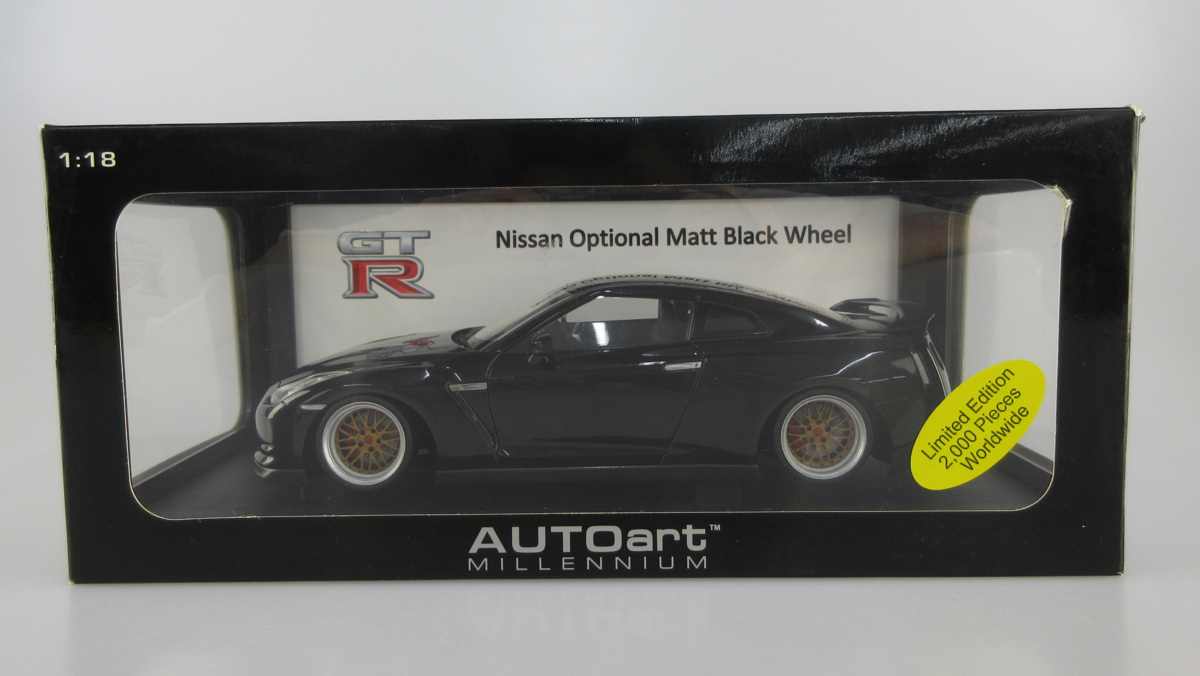 1:18
GT
R
Nissan Optional Matt Black Wheel
Limited Edition
2,000 Pieces
Worldwide
AUTOart™
MILLENNIUM